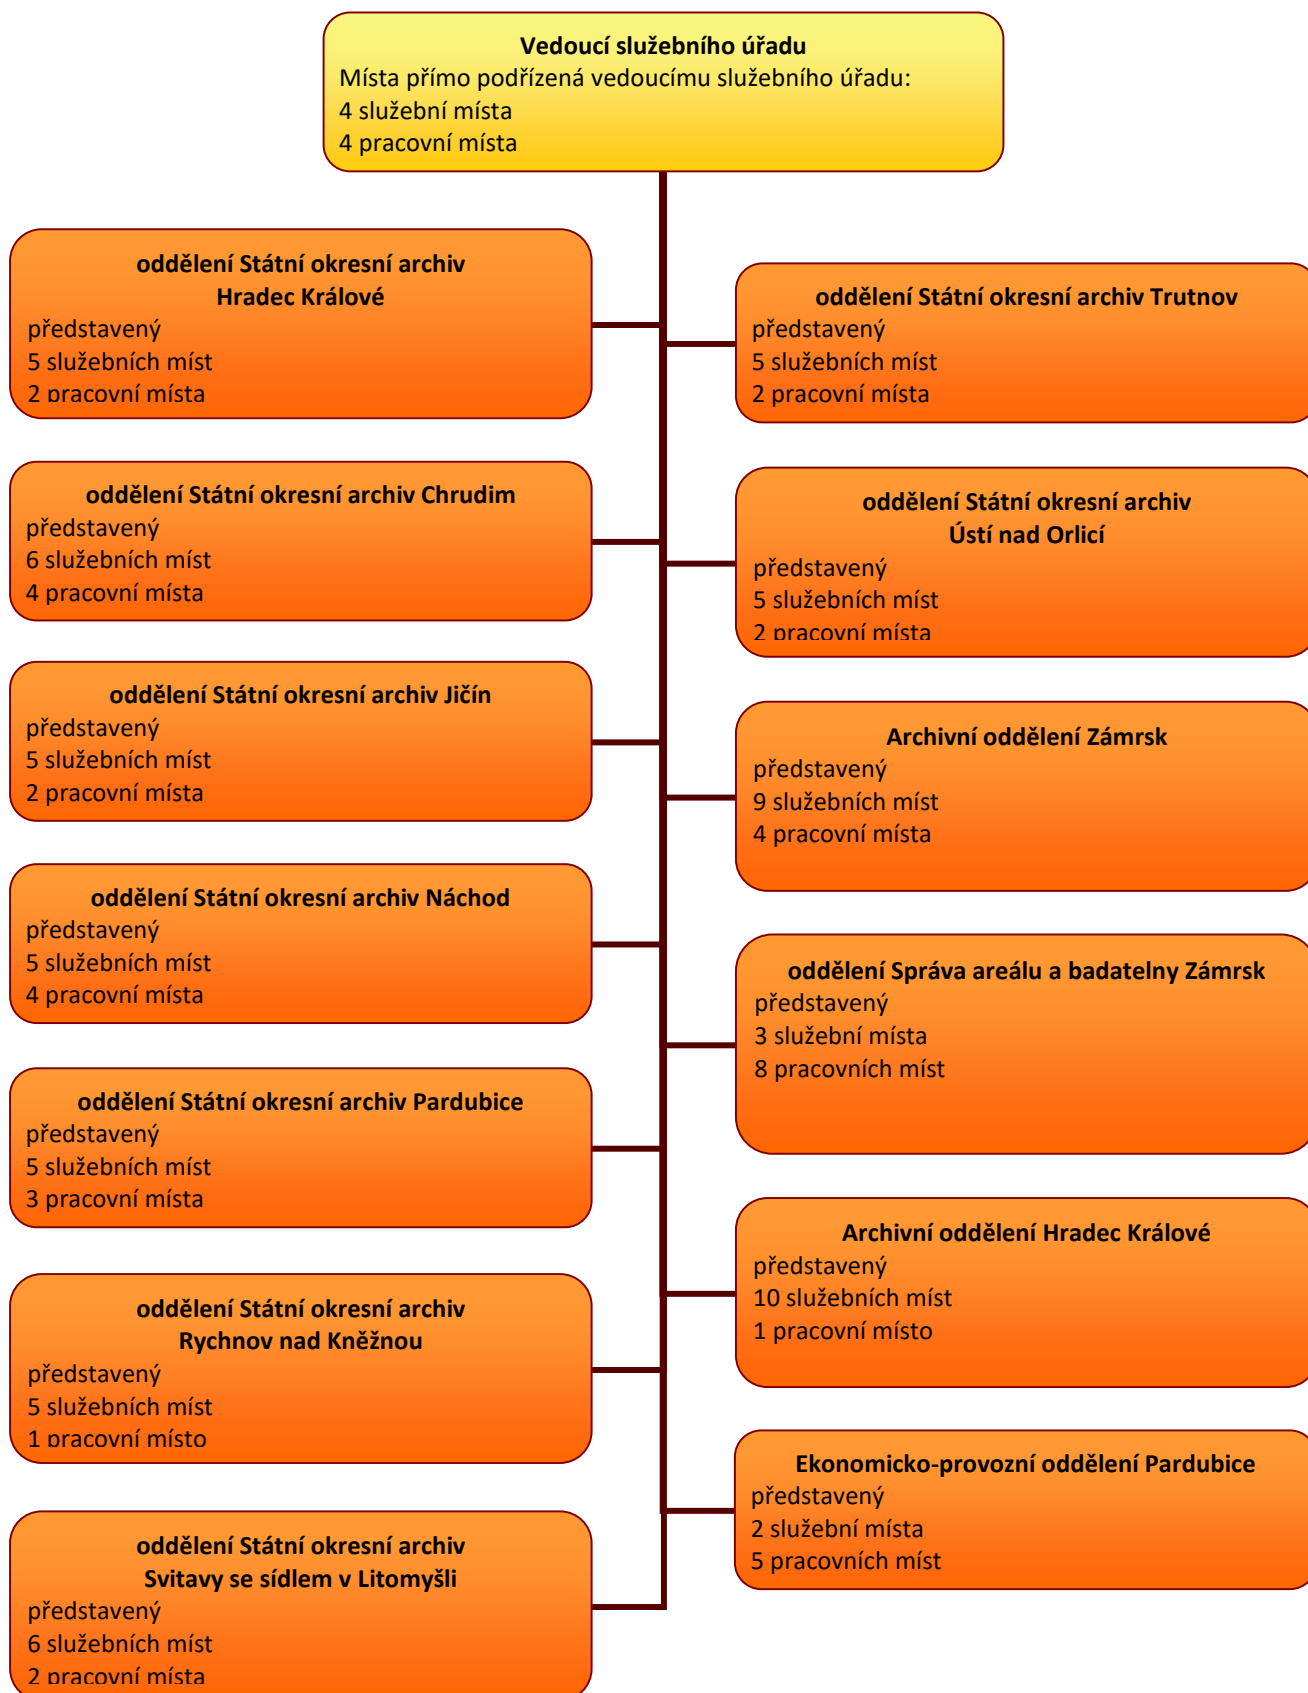 Vedoucí služebního úřadu
Místa přímo podřízená vedoucímu služebního úřadu:
4 služební místa
4 pracovní místa
oddělení Státní okresní archiv
Hradec Králové
představený
5 služebních míst
2 pracovní místa
oddělení Státní okresní archiv Chrudim
představený
6 služebních míst
4 pracovní místa
oddělení Státní okresní archiv Jičín
představený
5 služebních míst
2 pracovní místa
oddělení Státní okresní archiv Náchod
představený
5 služebních míst
4 pracovní místa
oddělení Státní okresní archiv Pardubice
představený
5 služebních míst
3 pracovní místa
oddělení Státní okresní archiv
Rychnov nad Kněžnou
představený
5 služebních míst
1 pracovní místo
oddělení Státní okresní archiv
Svitavy se sídlem v Litomyšli
představený
6 služebních míst
2 pracovní místa
oddělení Státní okresní archiv Trutnov
představený
5 služebních míst
2 pracovní místa
oddělení Státní okresní archiv
Ústí nad Orlicí
představený
5 služebních míst
2 pracovní místa
Archivní oddělení Zámrsk
představený
9 služebních míst
4 pracovní místa
oddělení Správa areálu a badatelny Zámrsk
představený
3 služební místa
8 pracovních míst
Archivní oddělení Hradec Králové
představený
10 služebních míst
1 pracovní místo
Ekonomicko-provozní oddělení Pardubice
představený
2 služební místa
5 pracovních míst